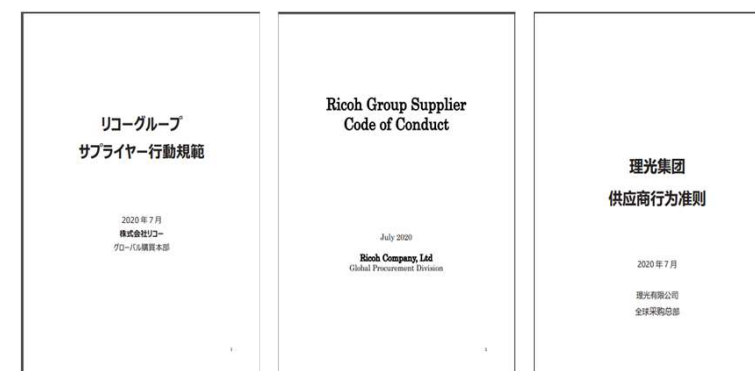 リコーグループ
サプライヤー行動規範
2020年7月
株式会社リコー
グローバル購買本部
1
Ricoh Group Supplier
Code of Conduct
July 2020
Ricoh Company, Ltd
Global Procurement Division
1
理光集团
供应商行为准则
2020年7月
理光有限公司
全球采购总部